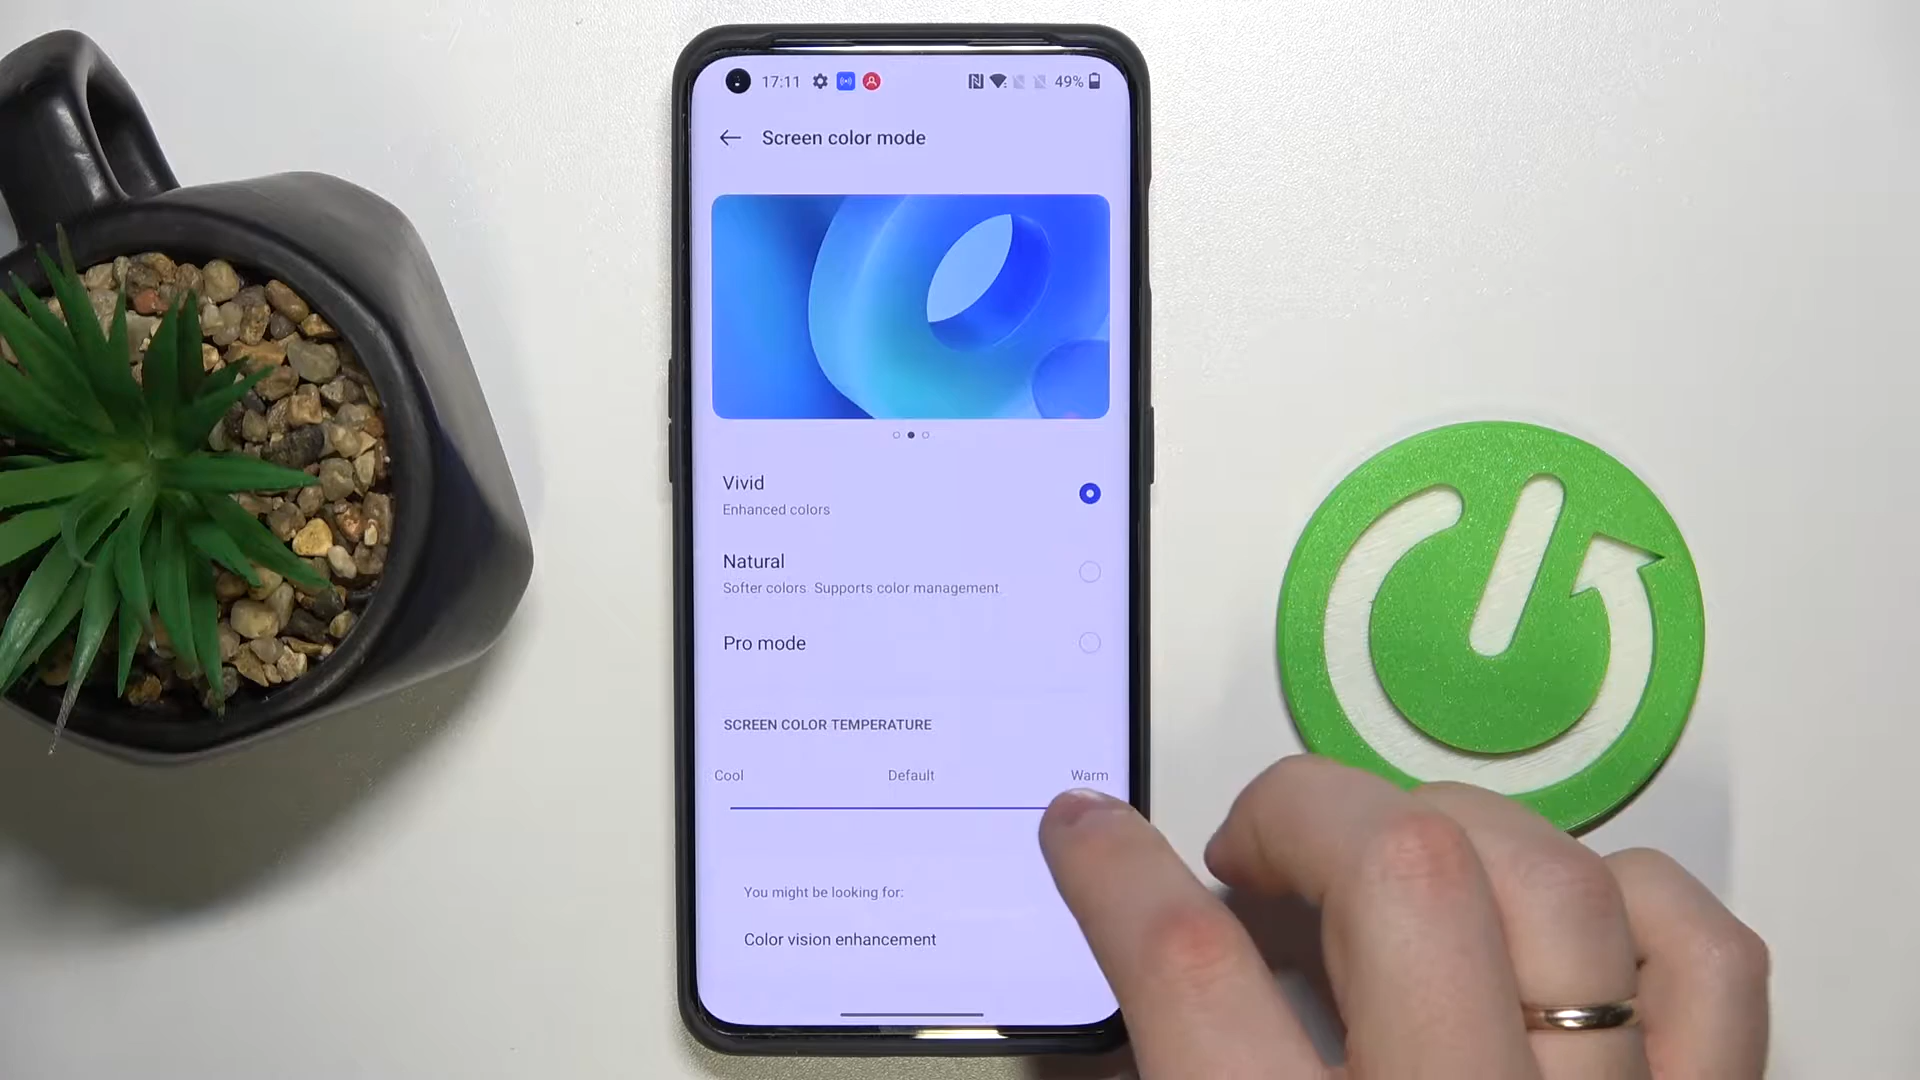 17:11 49%
Screen color mode
Vivid
Enhanced colors
Natural
Softer colors Supports color management
Pro mode
SCREEN COLOR TEMPERATURE
Cool Default Warm
You might be looking for:
Color vision enhancement